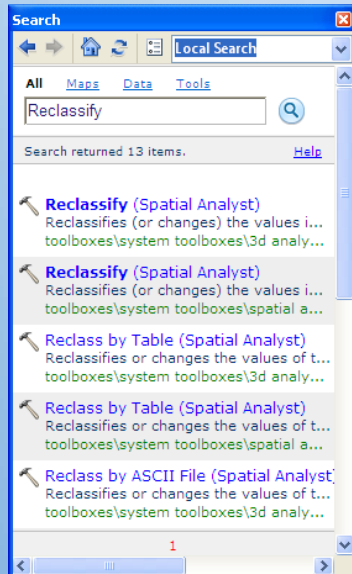 Search
Local Search
All Maps Data Tools
Reclassify
Search returned 13 items. Help
Reclassify (Spatial Analyst)
Reclassifies (or changes) the values i...
toolboxes\system toolboxes\3d analy...
Reclassify (Spatial Analyst)
Reclassifies (or changes) the values i...
toolboxes\system toolboxes\spatial a...
Reclass by Table (Spatial Analyst)
Reclassifies or changes the values of t...
toolboxes\system toolboxes\3d analy...
Reclass by Table (Spatial Analyst)
Reclassifies or changes the values of t...
toolboxes\system toolboxes\spatial a...
Reclass by ASCII File (Spatial Analyst)
Reclassifies or changes the values of t...
toolboxes\system toolboxes\3d analy...
1